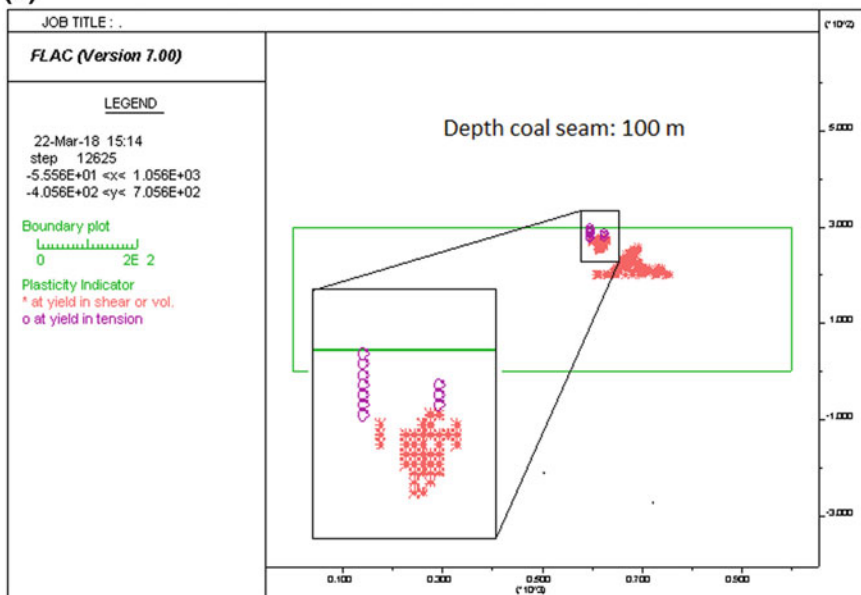 JOB TITLE : .
FLAC (Version 7.00)
LEGEND
22-Mar-18 15:14
step 12625
-5.556E+01 <x< 1.056E+03
-4.056E+02 <y< 7.056E+02
Boundary plot
0 2E 2
Plasticity Indicator
* at yield in shear or vol.
o at yield in tension
Depth coal seam: 100 m
(*10^2)
5.000
3.000
1.000
-1.000
-3.000
0.100 0.300 0.500 0.700 0.900
(*10^3)